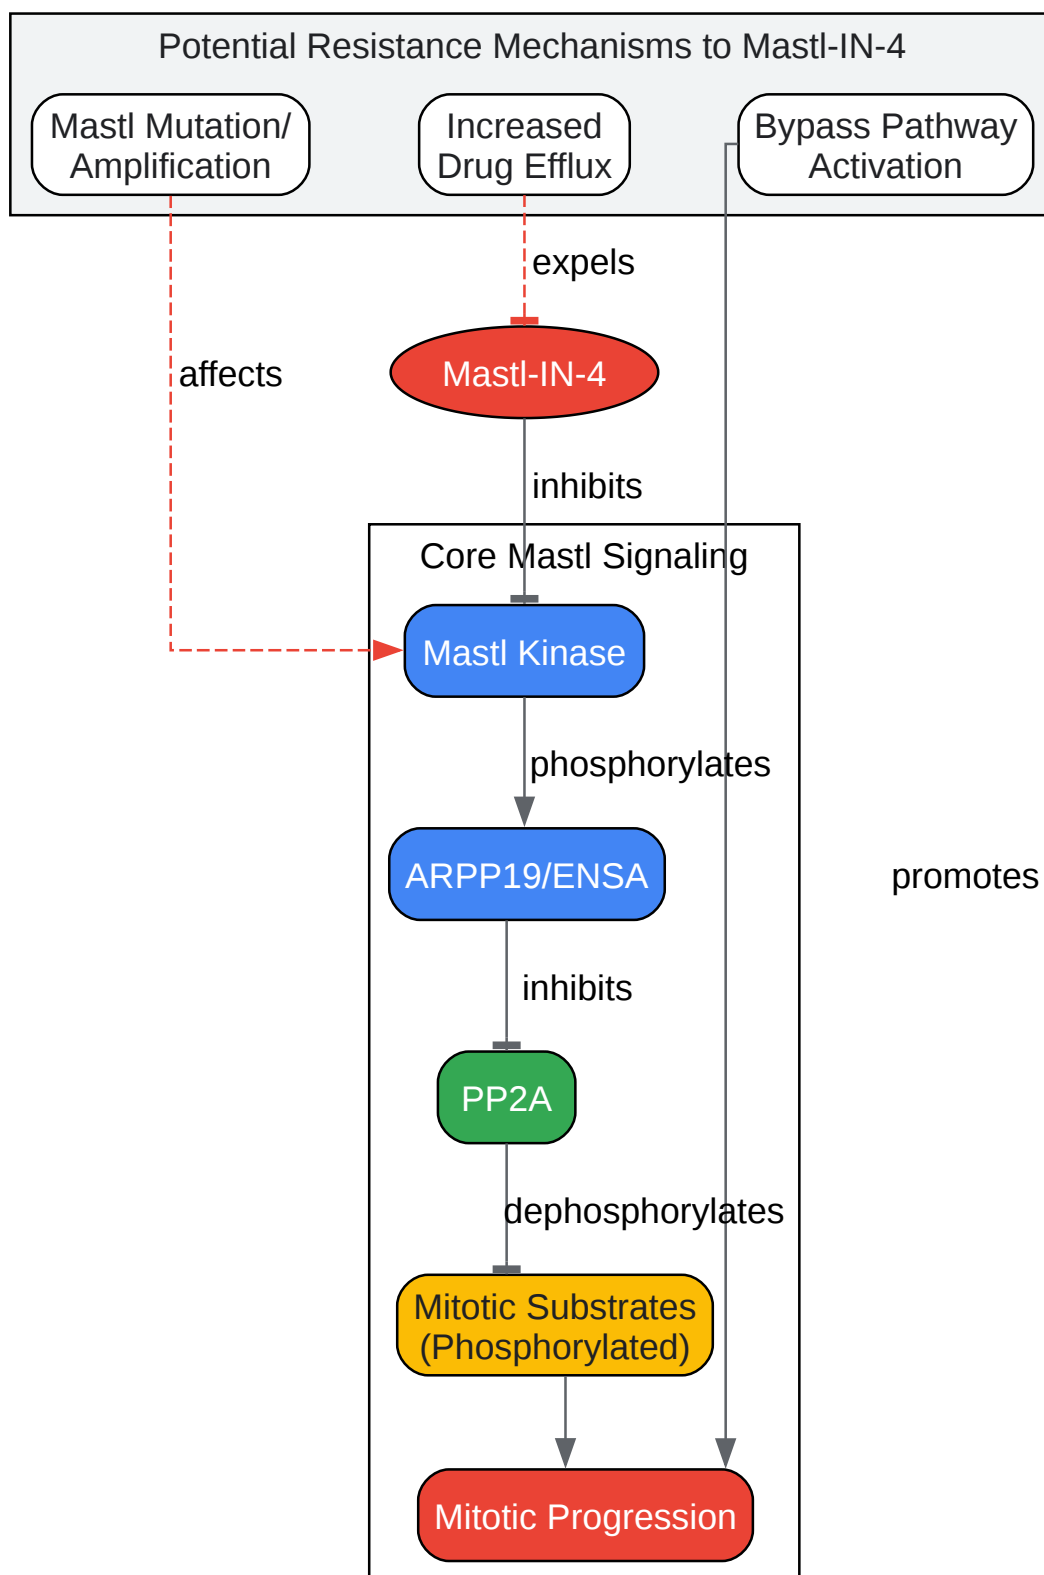 Potential Resistance Mechanisms to Mastl-IN-4
Mastl Mutation/
Amplification
Increased
Drug Efflux
Bypass Pathway
Activation
expels
affects
Mastl-IN-4
inhibits
Core Mastl Signaling
Mastl Kinase
phosphorylates
ARPP19/ENSA
promotes
inhibits
PP2A
dephosphorylates
Mitotic Substrates
(Phosphorylated)
Mitotic Progression